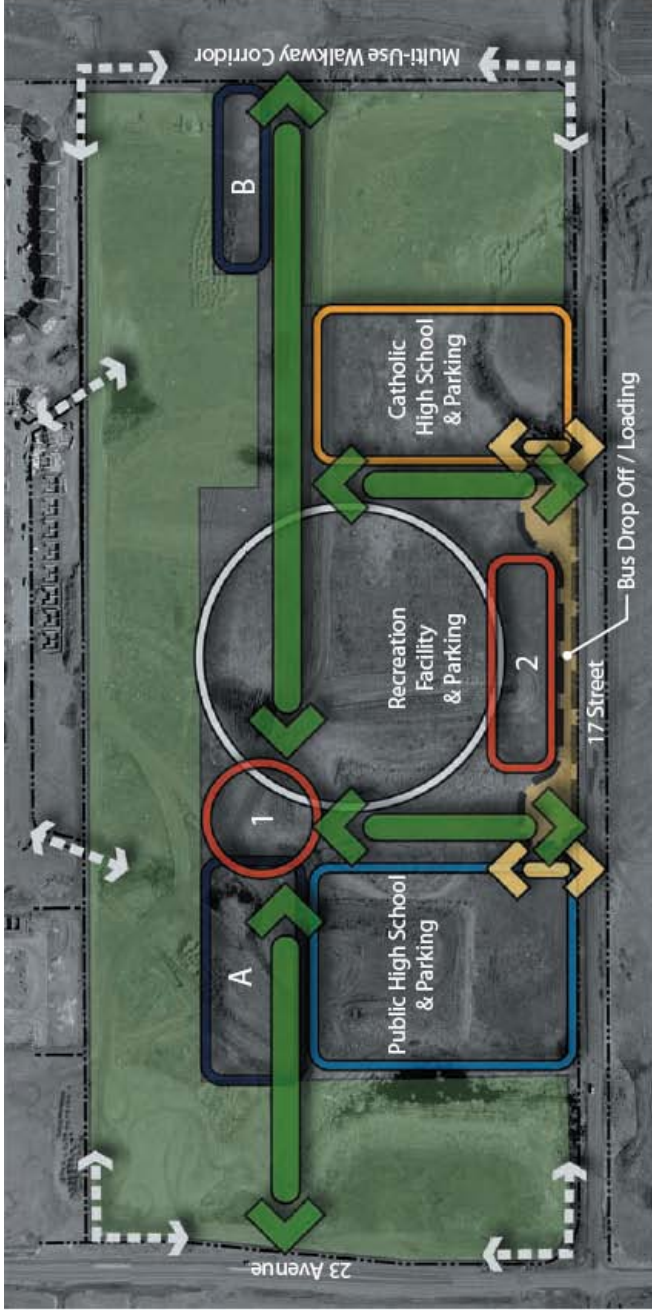 Multi-Use Walkway Corridor
B
Catholic
High School
& Parking
Recreation
Facility
& Parking
1
2
A
Public High School
& Parking
17 Street
Bus Drop Off / Loading
23 Avenue